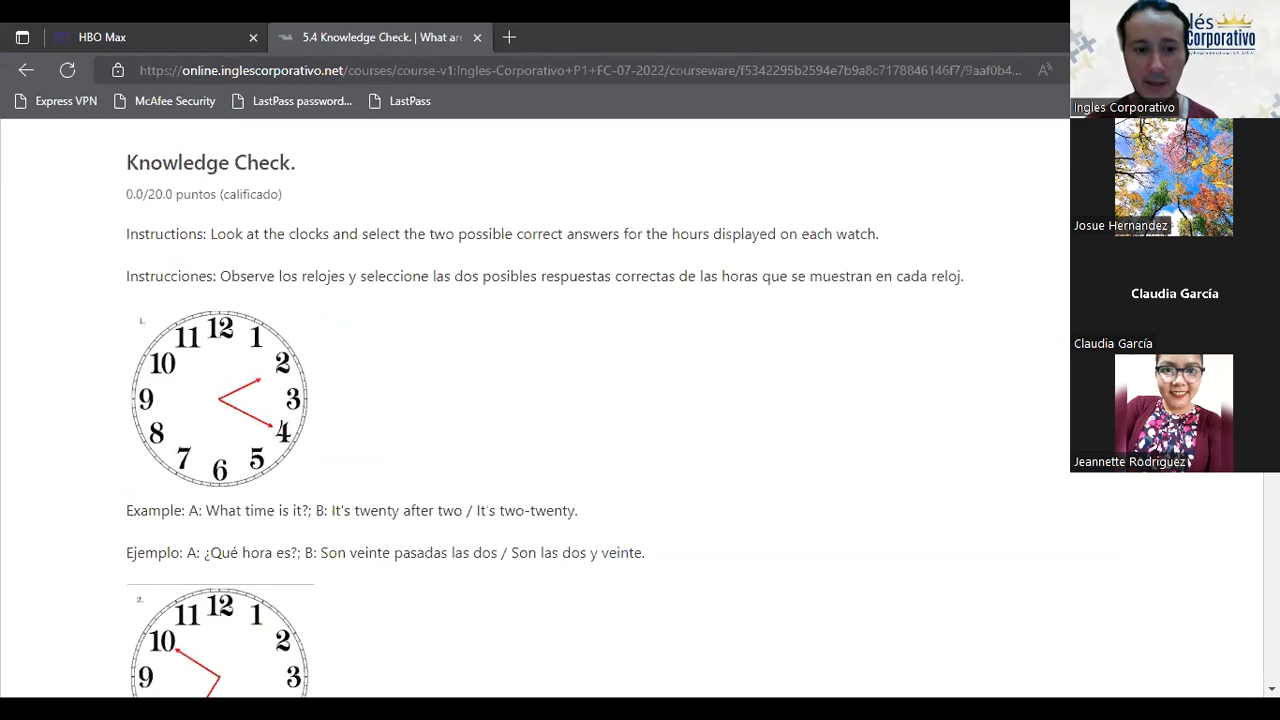 HBO Max
5.4 Knowledge Check. | What are
https://online.inglescorporativo.net/courses/course-v1:Ingles-Corporativo+P1+FC-07-2022/courseware/f5342295b2594e7b9a8c7178846146f7/9aaf0b4...
Express VPN
McAfee Security
LastPass password...
LastPass
Knowledge Check.
0.0/20.0 puntos (calificado)
Instructions: Look at the clocks and select the two possible correct answers for the hours displayed on each watch.
Instrucciones: Observe los relojes y seleccione las dos posibles respuestas correctas de las horas que se muestran en cada reloj.
1.
12
11 1
10 2
9 3
8 4
7 5
6
Example: A: What time is it?; B: It's twenty after two / It's two-twenty.
Ejemplo: A: ¿Qué hora es?; B: Son veinte pasadas las dos / Son las dos y veinte.
2.
12
11 1
10 2
9 3
lés
Corporativo
Ingles Corporativo
Josue Hernandez
Claudia García
Claudia García
Jeannette Rodriguez